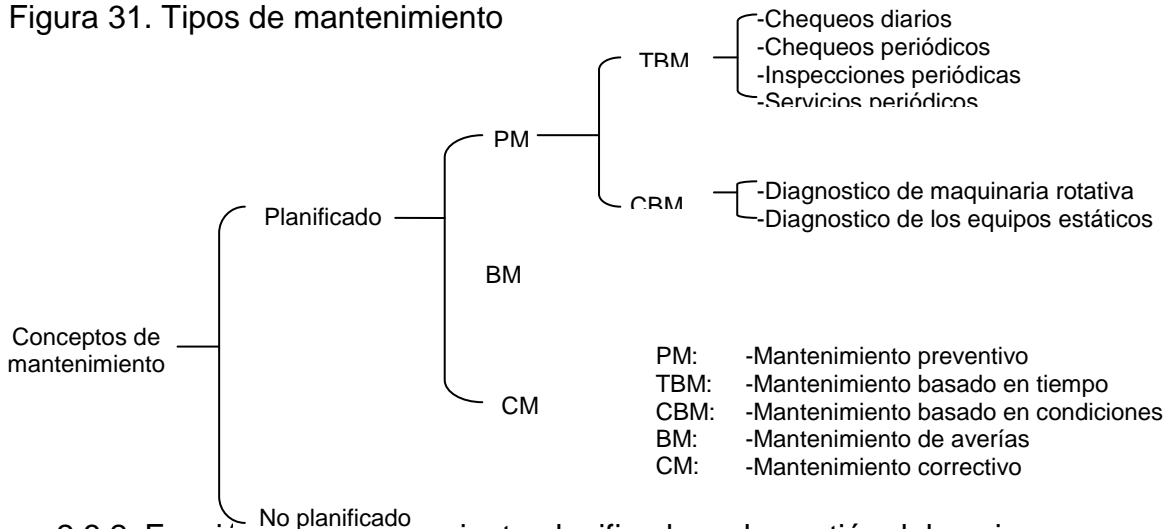 Figura 31. Tipos de mantenimiento
-Chequeos diarios
-Chequeos periódicos
TBM
-Inspecciones periódicas
-Servicios periódicos
PM
CBM
-Diagnostico de maquinaria rotativa
-Diagnostico de los equipos estáticos
Planificado
BM
Conceptos de
mantenimiento
CM
PM: -Mantenimiento preventivo
TBM: -Mantenimiento basado en tiempo
CBM: -Mantenimiento basado en condiciones
BM: -Mantenimiento de averías
CM: -Mantenimiento correctivo
No planificado